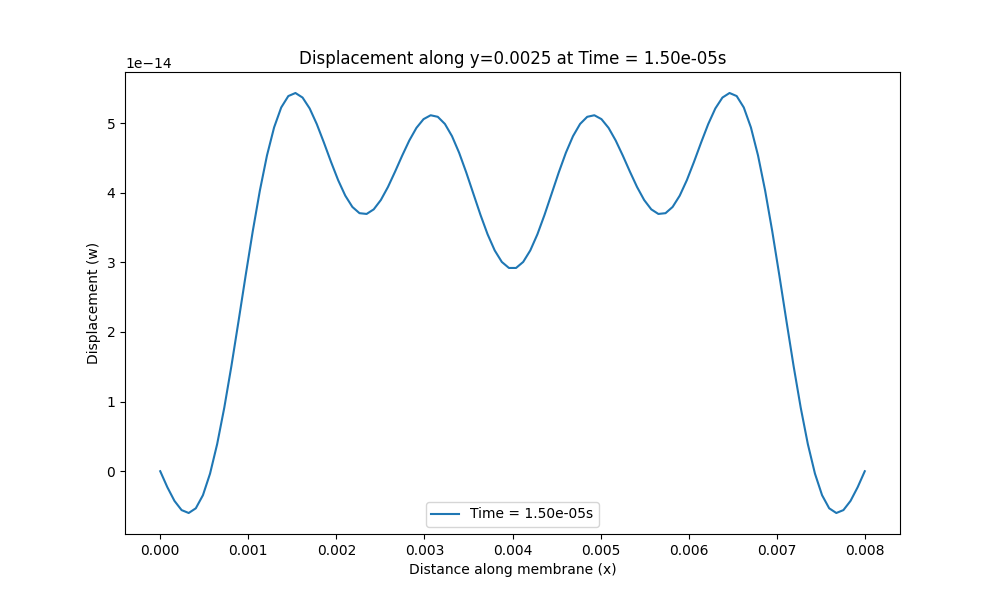 Displacement along y=0.0025 at Time = 1.50e-05s
1e−14
5
4
3
2
1
0
Displacement (w)
Time = 1.50e-05s
0.000 0.001 0.002 0.003 0.004 0.005 0.006 0.007 0.008
Distance along membrane (x)